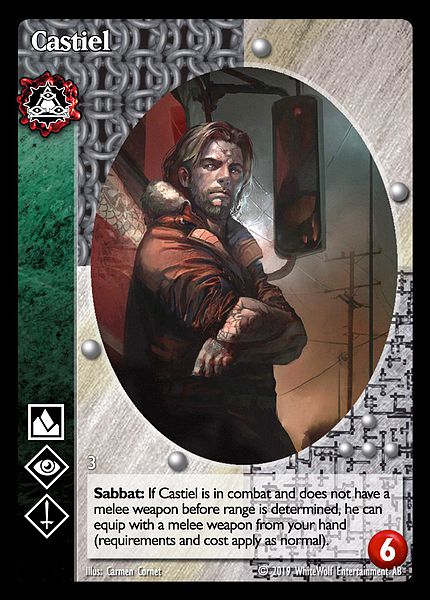 Castiel
3
Sabbat: If Castiel is in combat and does not have a
melee weapon before range is determined, he can
equip with a melee weapon from your hand
(requirements and cost apply as normal).
6
Illus: Carmen Cornet
© 2019 WhiteWolf Entertainment AB